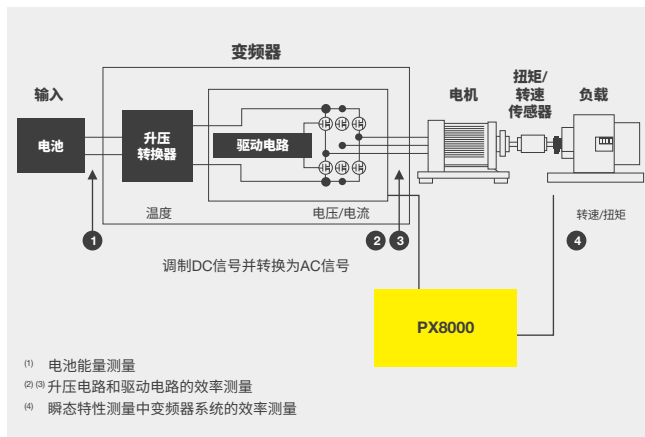 变频器
输入
电机
扭矩/
转速
传感器
负载
电池
升压
转换器
驱动电路
温度
电压/电流
转速/扭矩
1
2
3
4
调制DC信号并转换为AC信号
PX8000
(1) 电池能量测量
(2) (3) 升压电路和驱动电路的效率测量
(4) 瞬态特性测量中变频器系统的效率测量